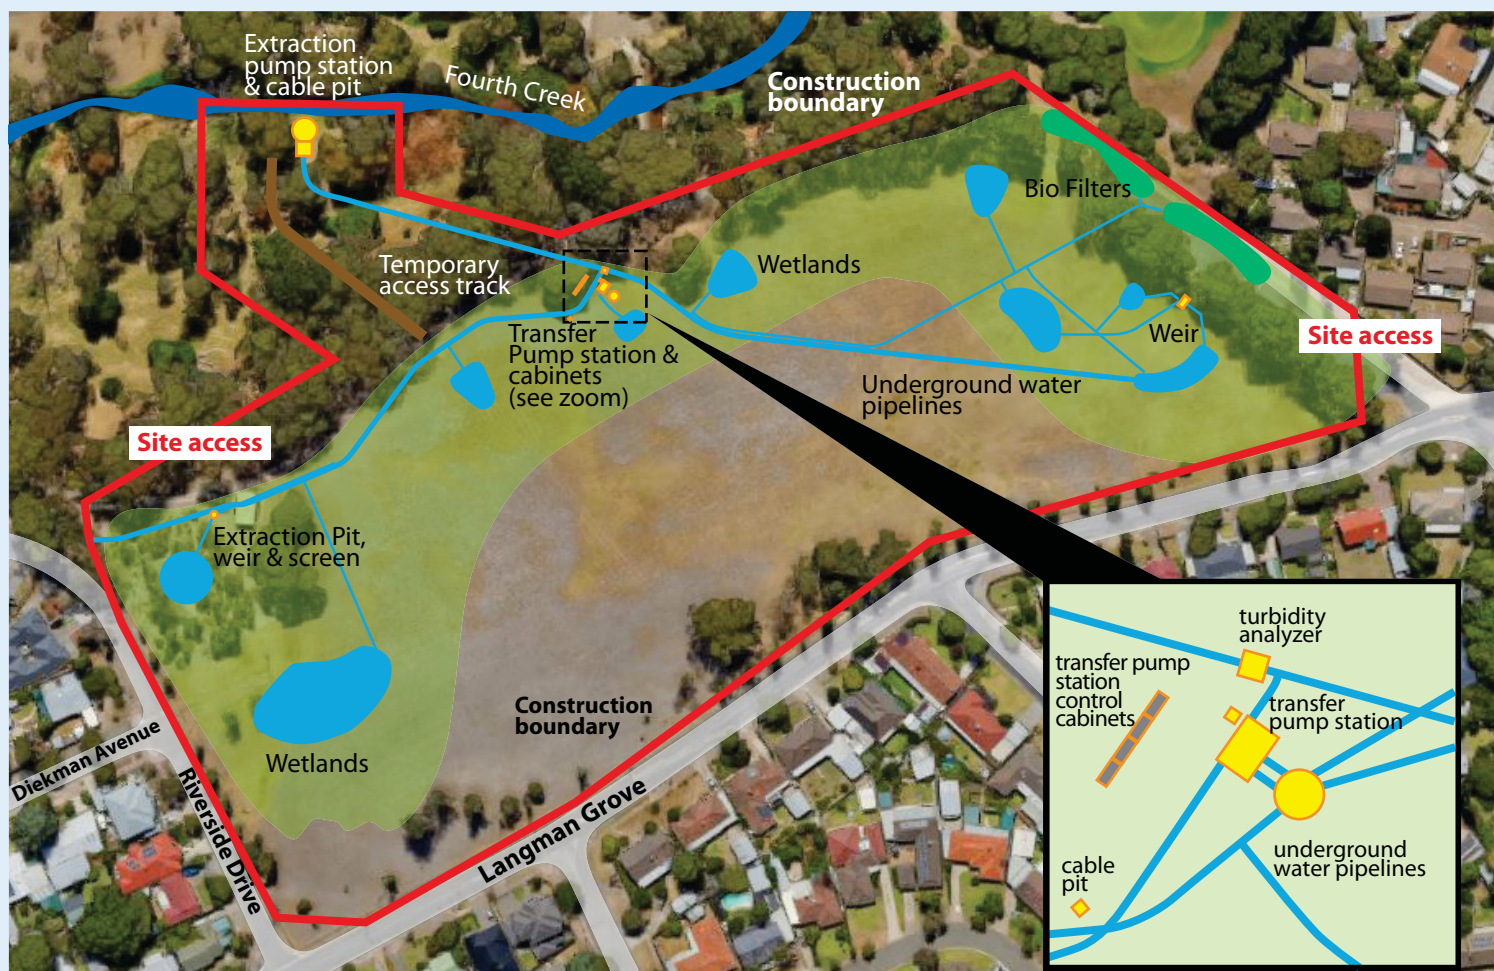 Extraction
pump station
& cable pit
Fourth Creek
Construction
boundary
Bio Filters
Temporary
access track
Wetlands
Transfer
Pump station &
cabinets
(see zoom)
Weir
Site access
Underground water
pipelines
Site access
Extraction Pit,
weir & screen
Construction
boundary
Wetlands
Diekman Avenue
Riverside Drive
Langman Grove
turbidity
analyzer
transfer pump
station
control
cabinets
transfer
pump station
cable
pit
underground
water pipelines